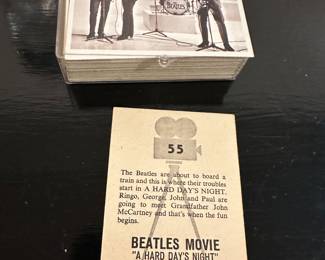 THE
BEATLES
55
The Beatles are about to board a
train and this is where their troubles
start in A HARD DAY'S NIGHT.
Ringo, George, John and Paul are
going to meet Grandfather John
McCartney and that's when the fun
begins.
BEATLES MOVIE
"A HARD DAY'S NIGHT"